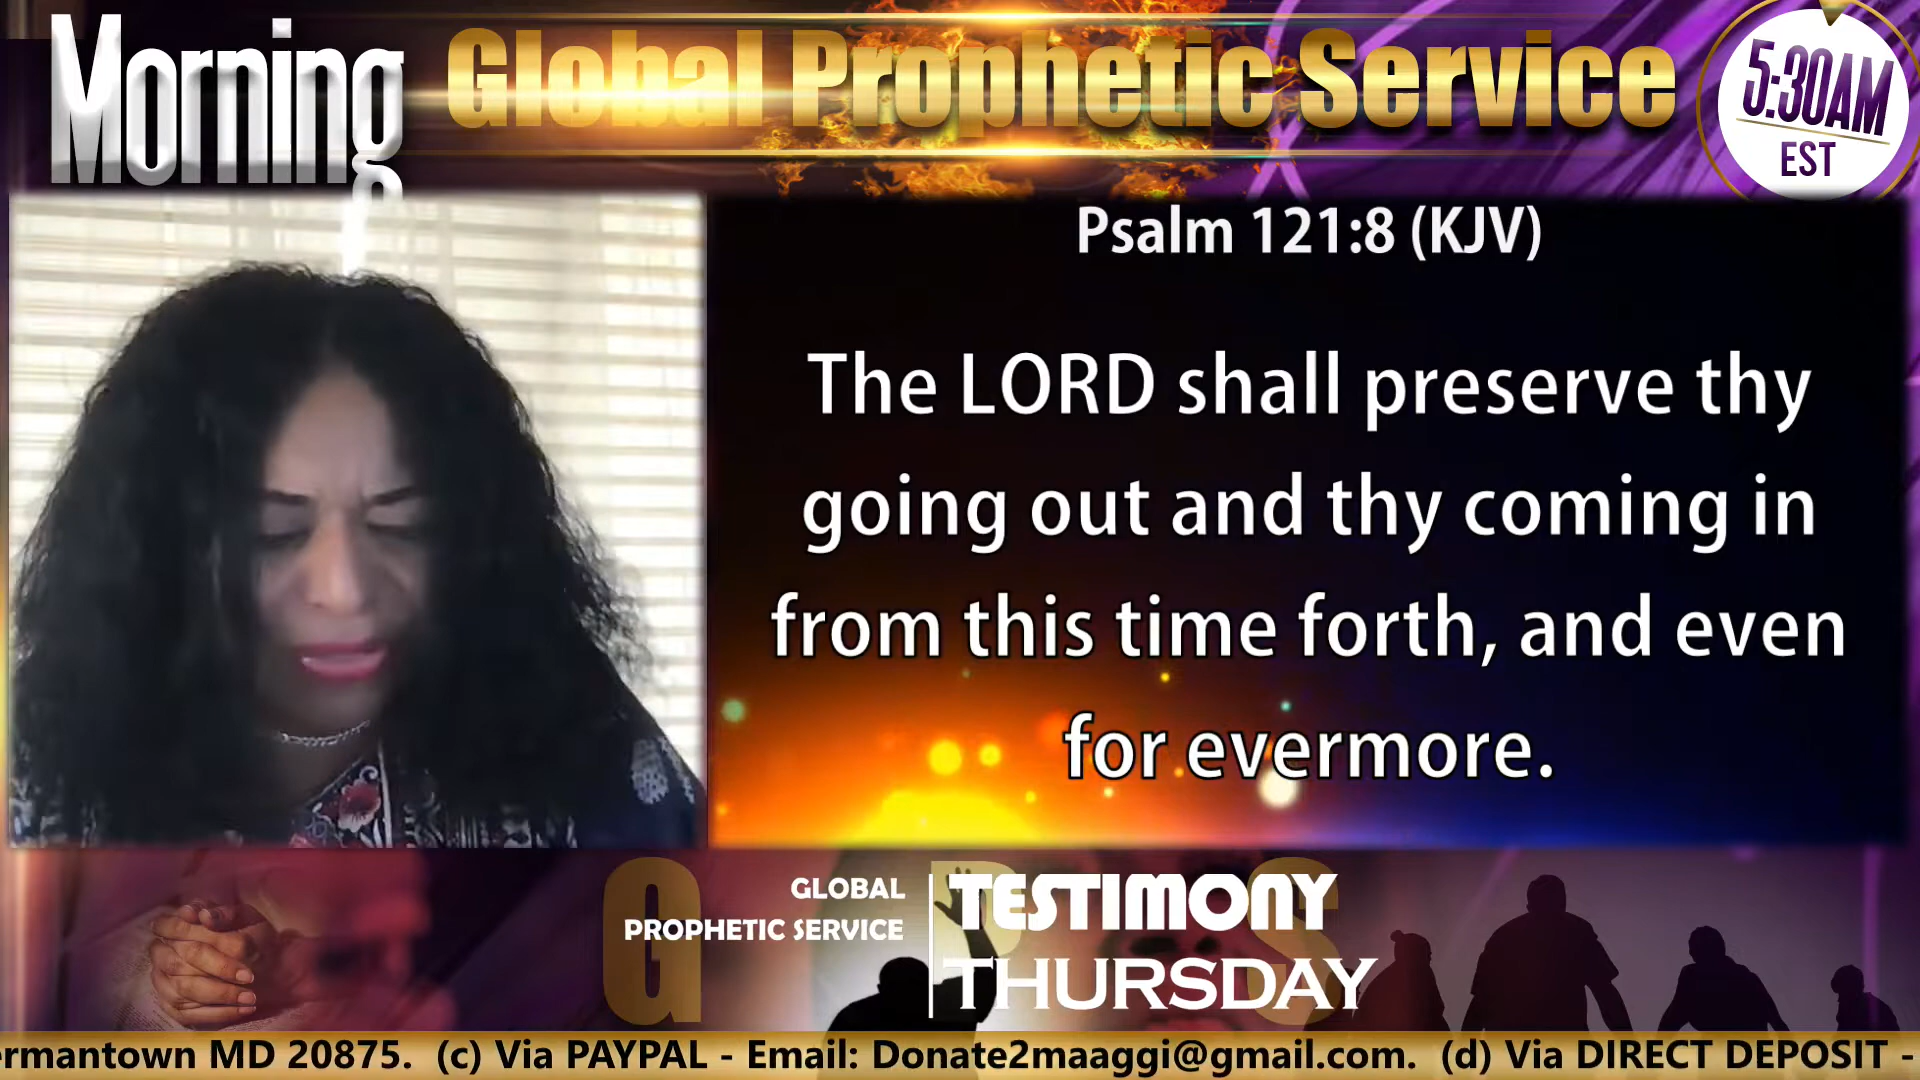 Morning
Global Prophetic Service
5:30AM
EST
Psalm 121:8 (KJV)
The LORD shall preserve thy
going out and thy coming in
from this time forth, and even
for evermore.
GPS
GLOBAL
PROPHETIC SERVICE
TESTIMONY
THURSDAY
ermantown MD 20875. (c) Via PAYPAL - Email: Donate2maaggi@gmail.com. (d) Via DIRECT DEPOSIT -